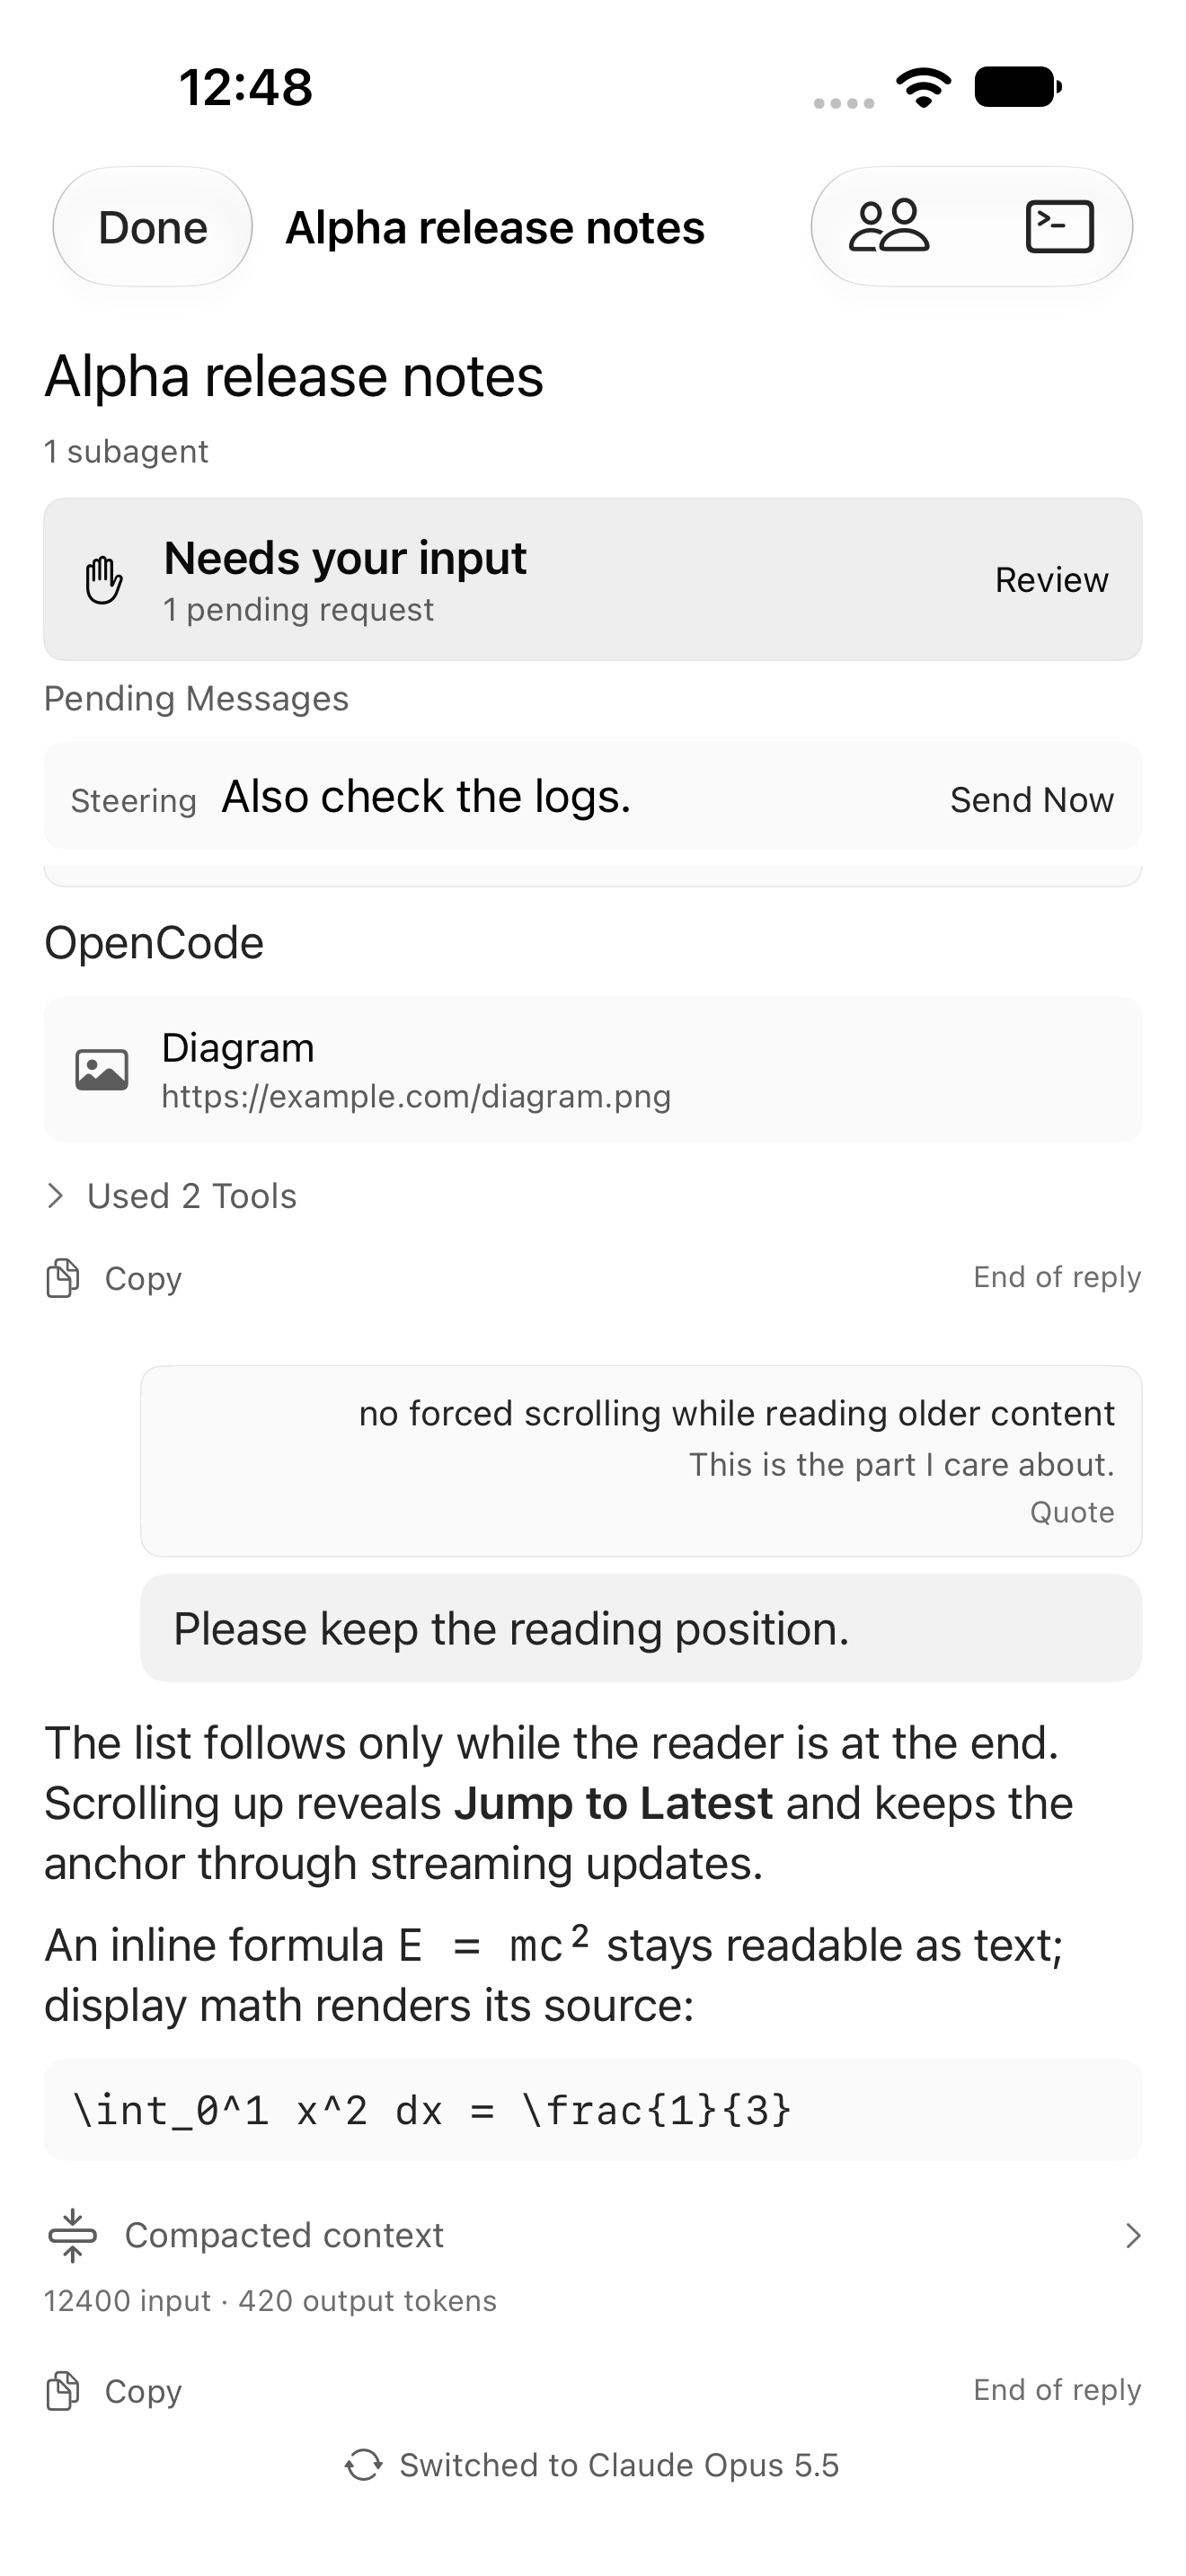 12:48
Done
Alpha release notes
Alpha release notes
1 subagent
Needs your input
1 pending request
Review
Pending Messages
Steering Also check the logs.
Send Now
OpenCode
Diagram
https://example.com/diagram.png
Used 2 Tools
Copy
End of reply
no forced scrolling while reading older content
This is the part I care about.
Quote
Please keep the reading position.
The list follows only while the reader is at the end.
Scrolling up reveals Jump to Latest and keeps the
anchor through streaming updates.
An inline formula E = mc² stays readable as text;
display math renders its source:
\int_0^1 x^2 dx = \frac{1}{3}
Compacted context
12400 input · 420 output tokens
Copy
End of reply
Switched to Claude Opus 5.5